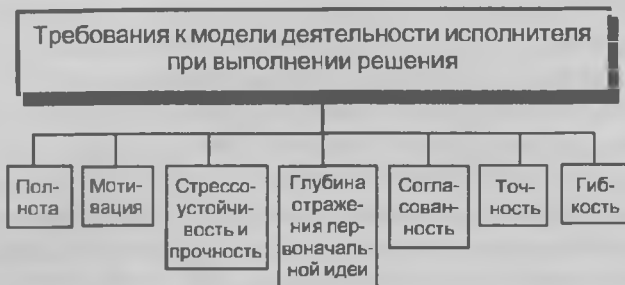 Требования к модели деятельности исполнителя
при выполнении решения
Пол-
нота
Моти-
вация
Стрессо-
устойчи-
вость и
прочность
Глубина
отраже-
ния пер-
воначаль-
ной идеи
Согла-
сован-
ность
Точ-
ность
Гиб-
кость